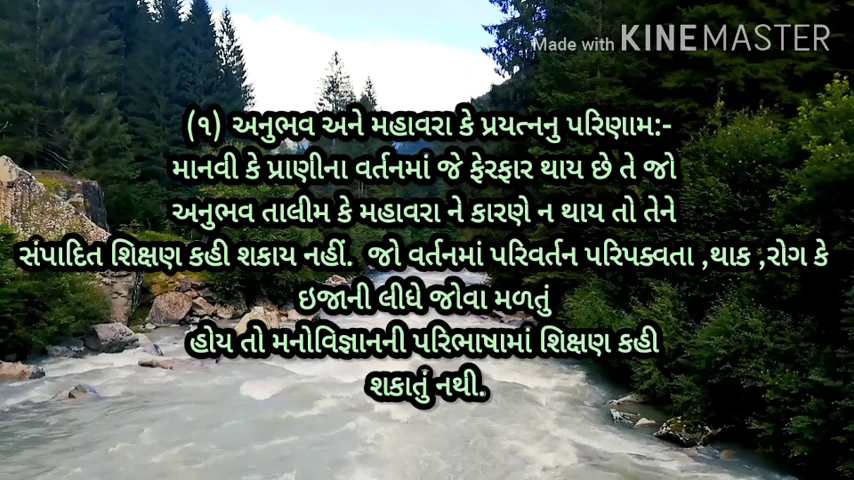 Made with KINEMASTER
(૧) અનુભવ અને મહાવરા કે પ્રયત્નનુ પરિણામ:-
માનવી કે પ્રાણીના વર્તનમાં જે ફેરફાર થાય છે તે જો
અનુભવ તાલીમ કે મહાવરા ને કારણે ન થાય તો તેને
સંપાદિત શિક્ષણ કહી શકાય નહીં. જો વર્તનમાં પરિવર્તન પરિપક્વતા ,થાક ,રોગ કે
ઇજાની લીધે જોવા મળતું
હોય તો મનોવિજ્ઞાનની પરિભાષામાં શિક્ષણ કહી
શકાતું નથી.